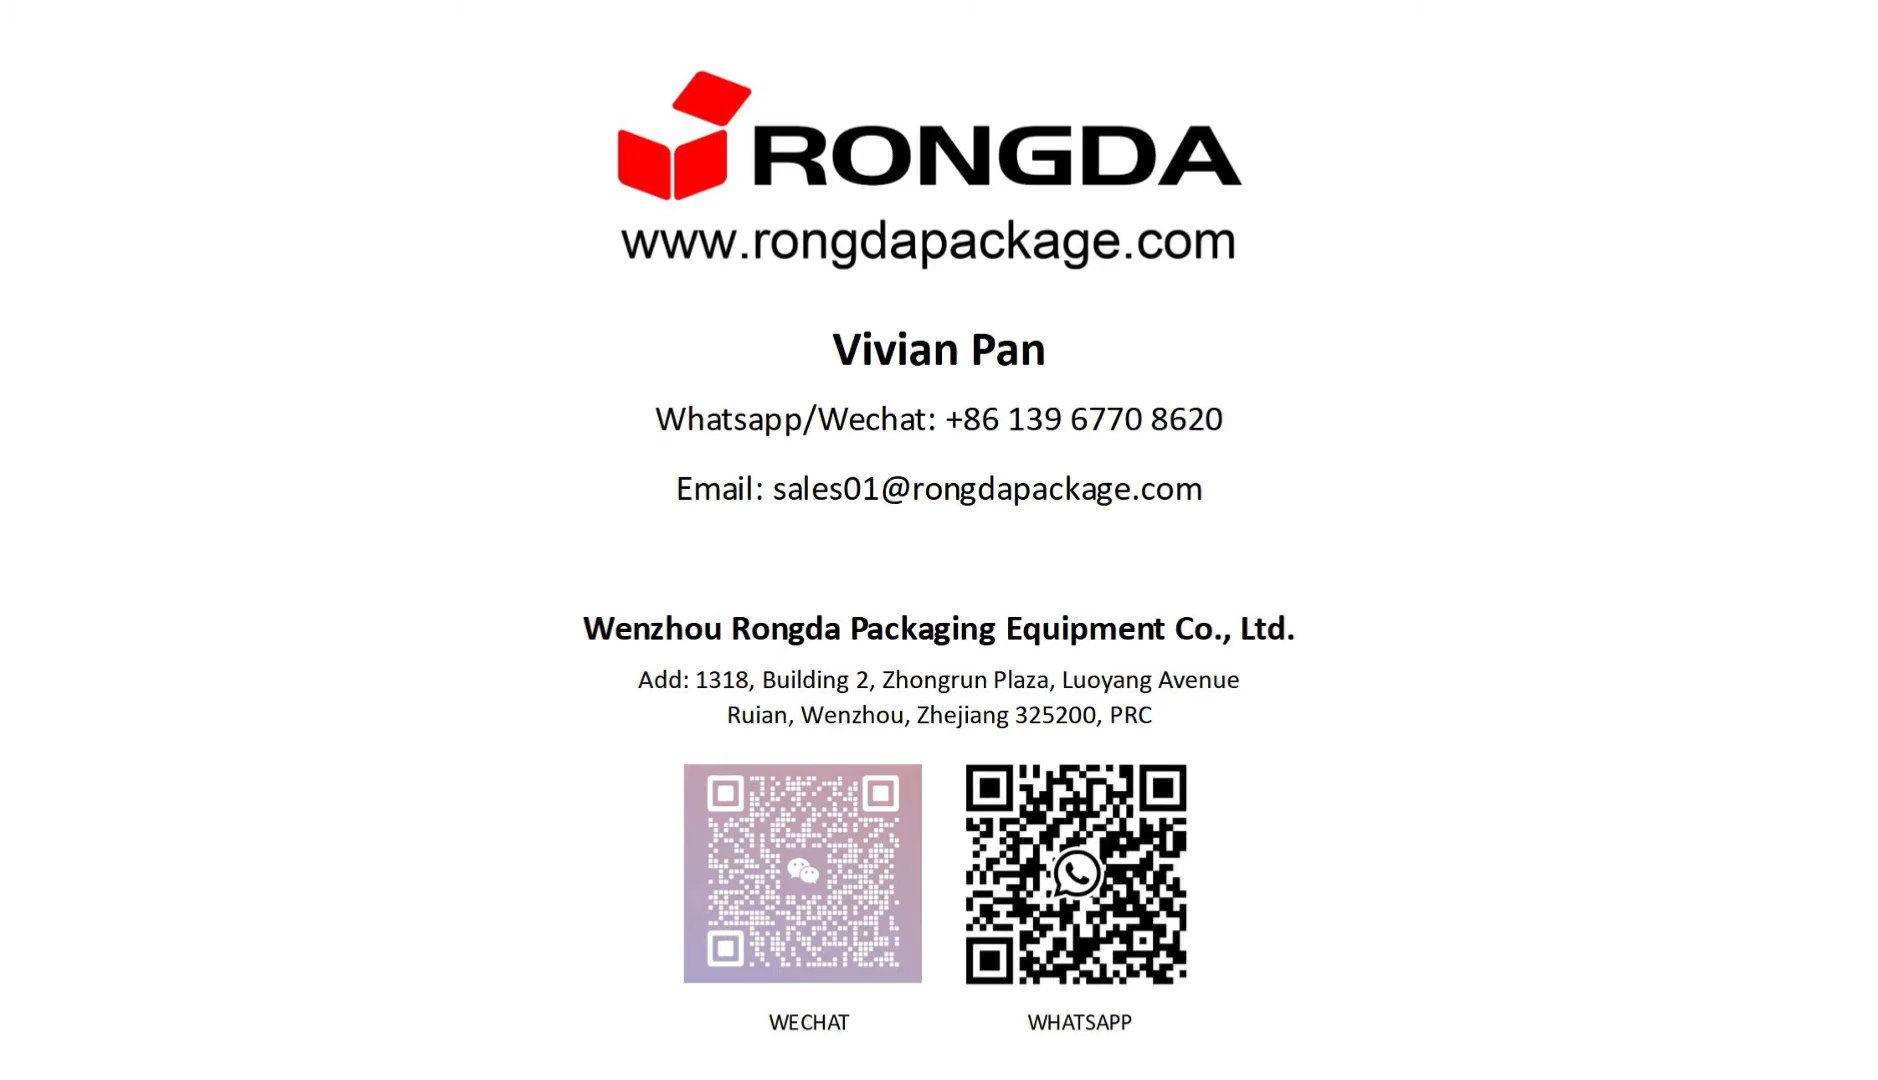 RONGDA
www.rongdapackage.com
Vivian Pan
Whatsapp/Wechat: +86 139 6770 8620
Email: sales01@rongdapackage.com
Wenzhou Rongda Packaging Equipment Co., Ltd.
Add: 1318, Building 2, Zhongrun Plaza, Luoyang Avenue
Ruian, Wenzhou, Zhejiang 325200, PRC
WECHAT
WHATSAPP